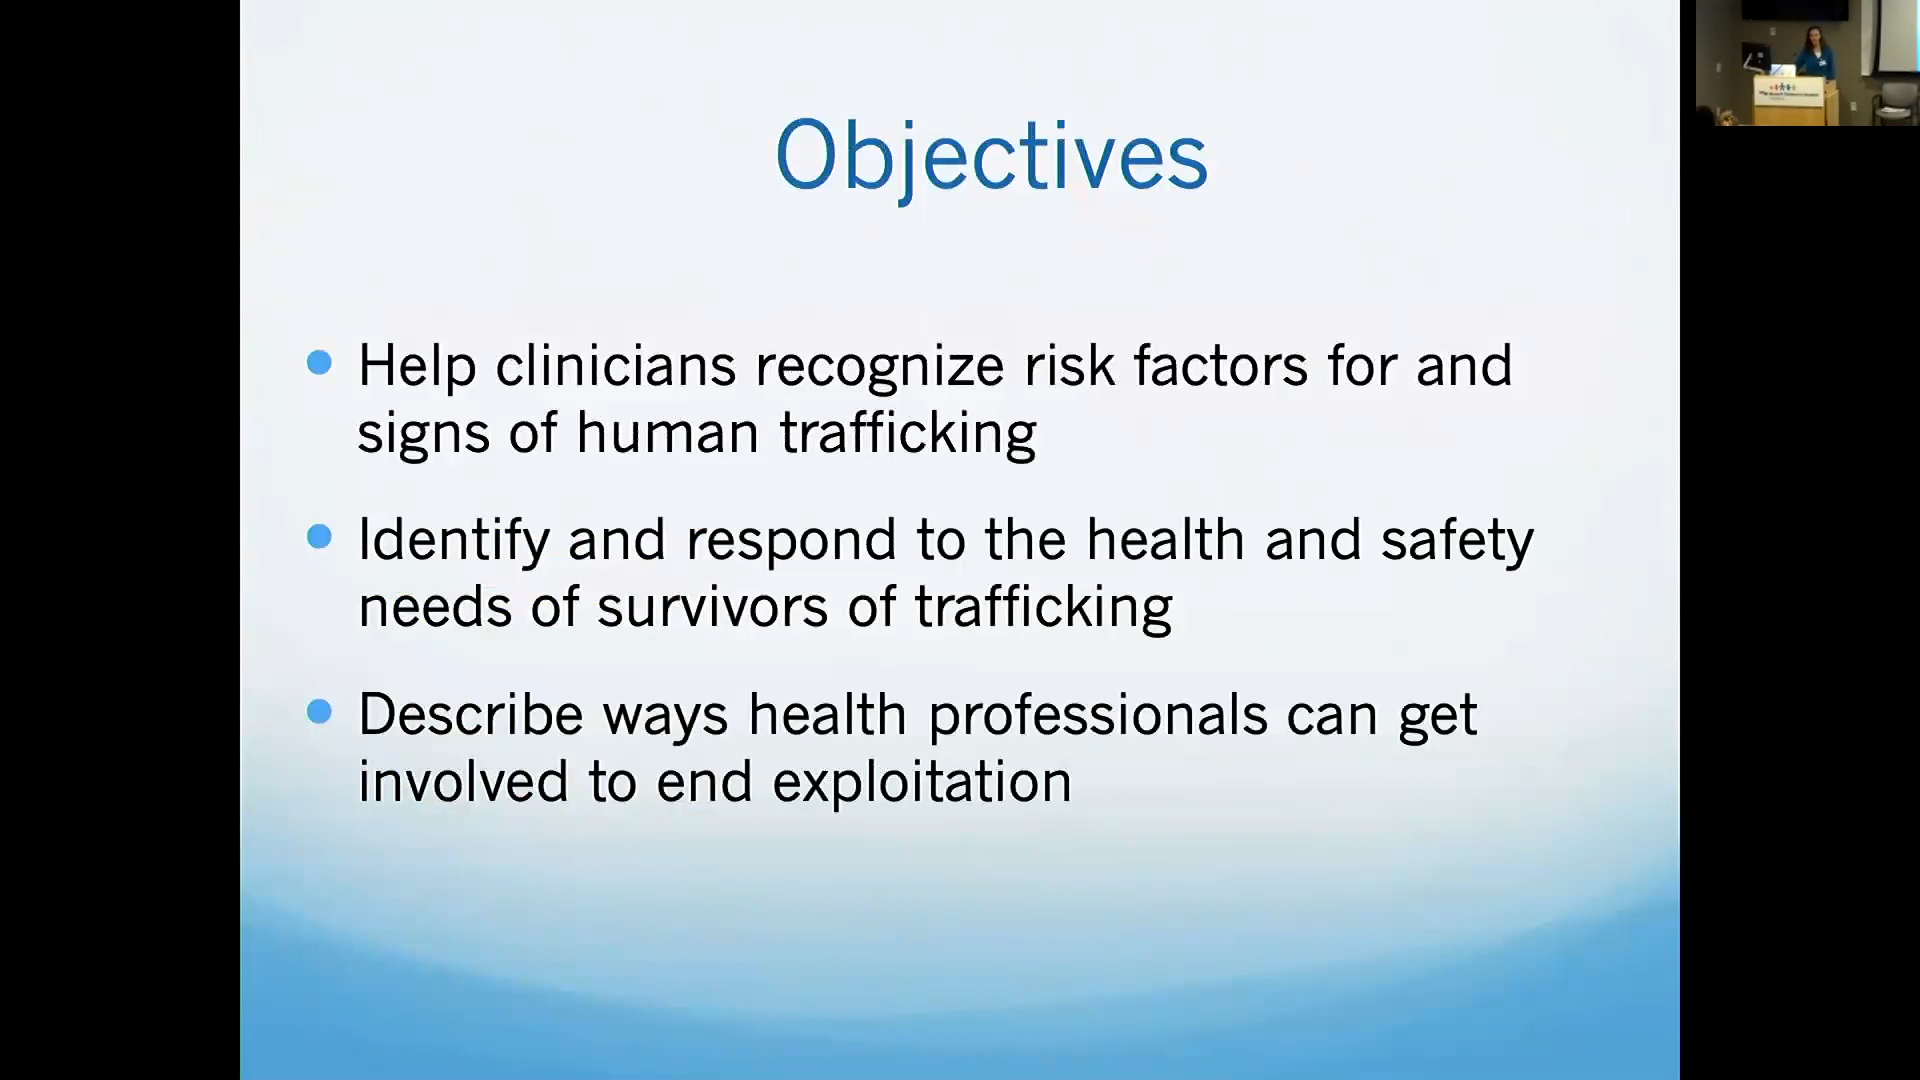 Objectives
• Help clinicians recognize risk factors for and
signs of human trafficking
• Identify and respond to the health and safety
needs of survivors of trafficking
• Describe ways health professionals can get
involved to end exploitation